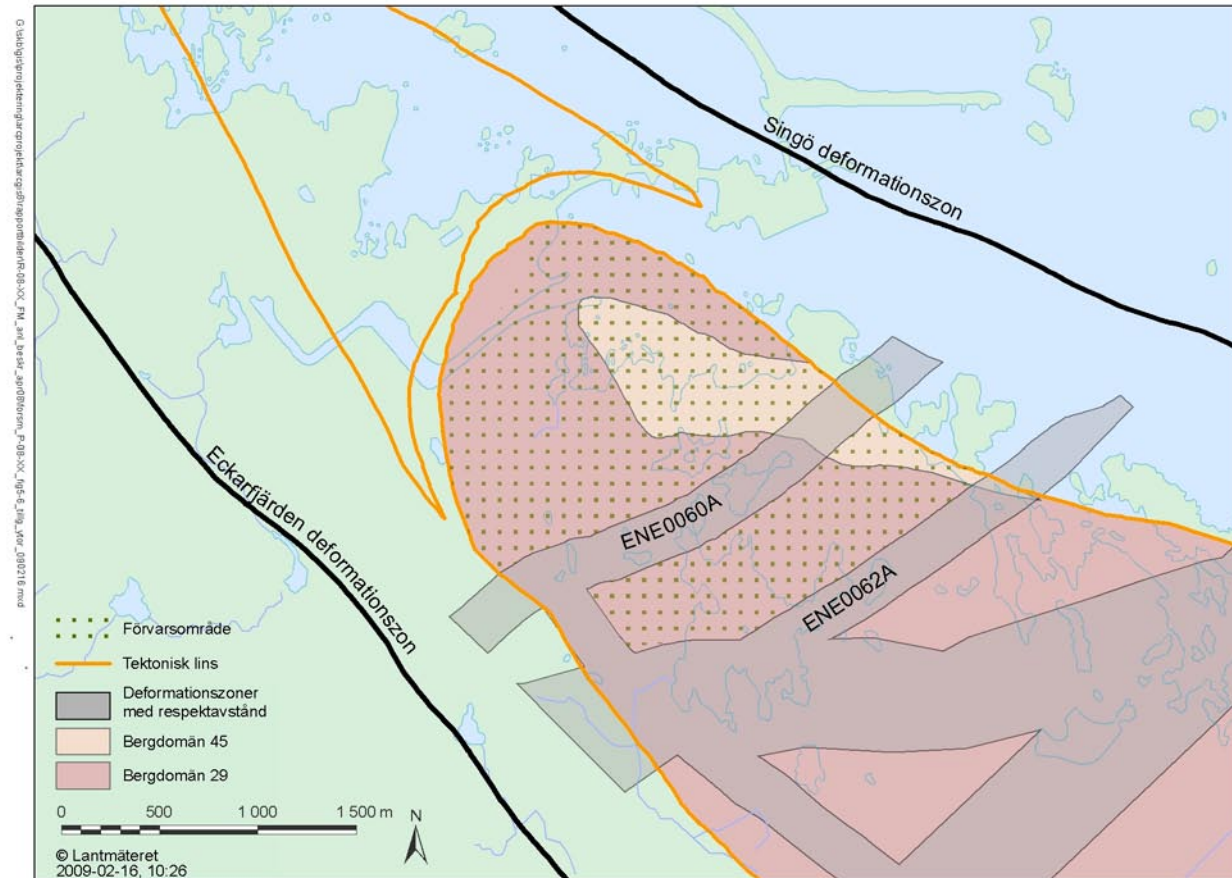 Singö deformationszon
Eckarfjärden deformationszon
ENE0060A
ENE0062A
Förvarsområde
Tektonisk lins
Deformationszoner
med respektavstånd
Bergdomän 45
Bergdomän 29
0 500 1 000 1 500 m
N
© Lantmäteret
2009-02-16, 10:26